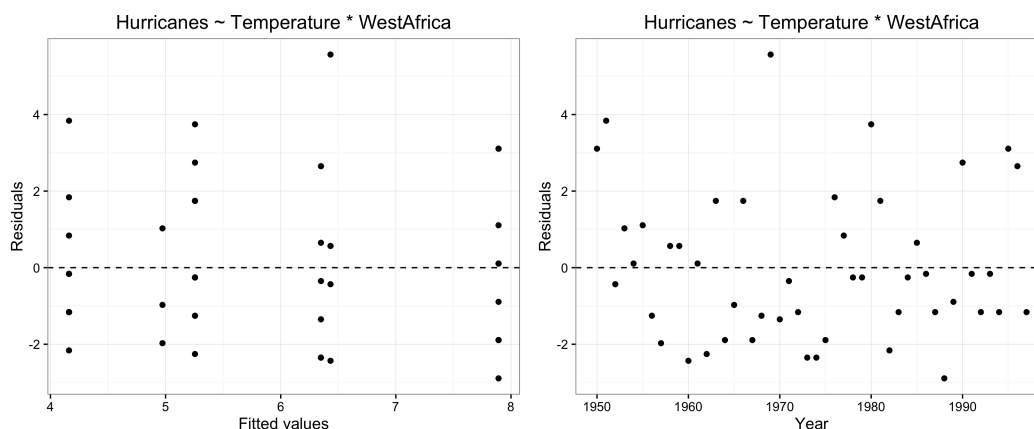 Hurricanes ~ Temperature * WestAfrica
4
2
0
-2
Residuals
4 5 6 7 8
Fitted values
Hurricanes ~ Temperature * WestAfrica
4
2
0
-2
Residuals
1950 1960 1970 1980 1990
Year